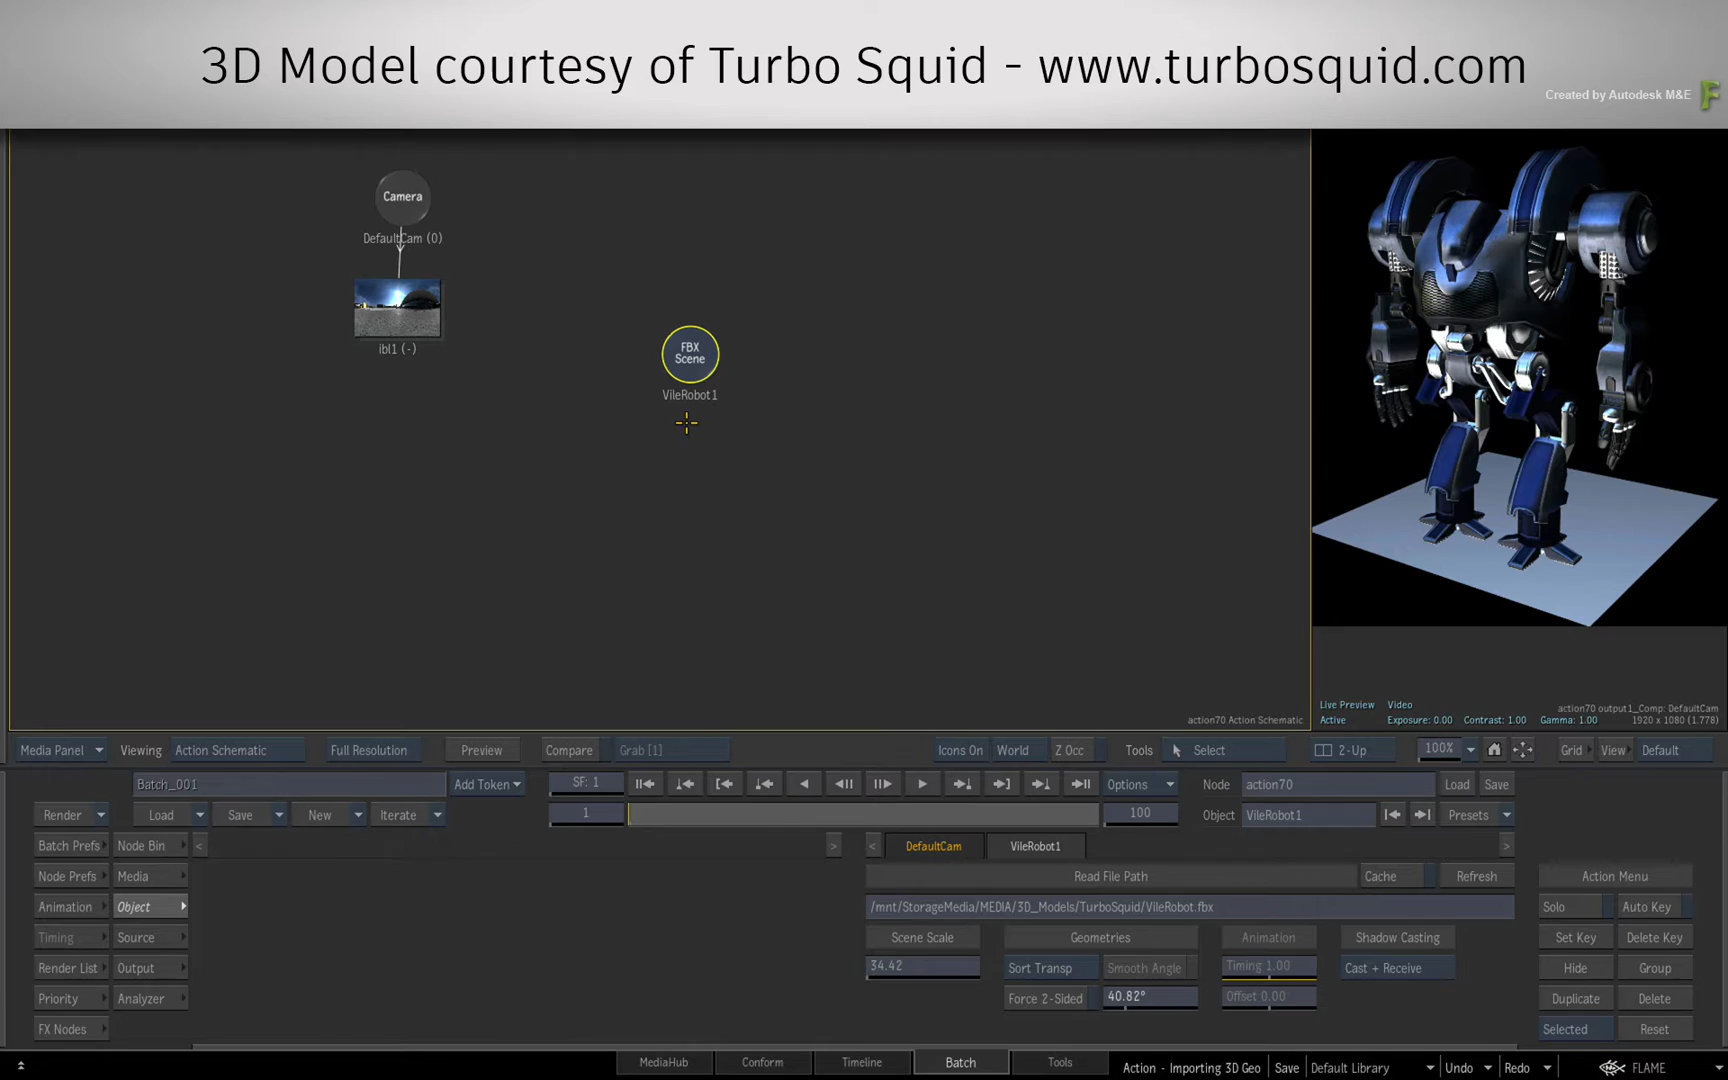 3D Model courtesy of Turbo Squid - www.turbosquid.com
Created by Autodesk M&E
Camera
DefaultCam (0)
ibl1 (-)
FBX
Scene
VileRobot1
action70 Action Schematic
Live Preview Video
Active Exposure: 0.00 Contrast: 1.00 Gamma: 1.00
action70 output1_Comp: DefaultCam
1920 x 1080 (1.778)
Media Panel Viewing Action Schematic Full Resolution Preview Compare Grab [1] Icons On World Z Occ Tools Select 2-Up 100% Grid View Default
Batch_001 Add Token SF: 1 Options Node action70 Load Save
Render Load Save New Iterate 1 100 Object VileRobot1 Presets
Batch Prefs Node Bin < > < DefaultCam VileRobot1 >
Node Prefs Media Read File Path Cache Refresh Action Menu
Animation Object /mnt/StorageMedia/MEDIA/3D_Models/TurboSquid/VileRobot.fbx Solo Auto Key
Timing Source Scene Scale Geometries Animation Shadow Casting Set Key Delete Key
Render List Output 34.42 Sort Transp Smooth Angle Timing 1.00 Cast + Receive Hide Group
Priority Analyzer Force 2-Sided 40.82° Offset 0.00 Duplicate Delete
FX Nodes Selected Reset
MediaHub Conform Timeline Batch Tools Action - Importing 3D Geo Save Default Library Undo Redo FLAME